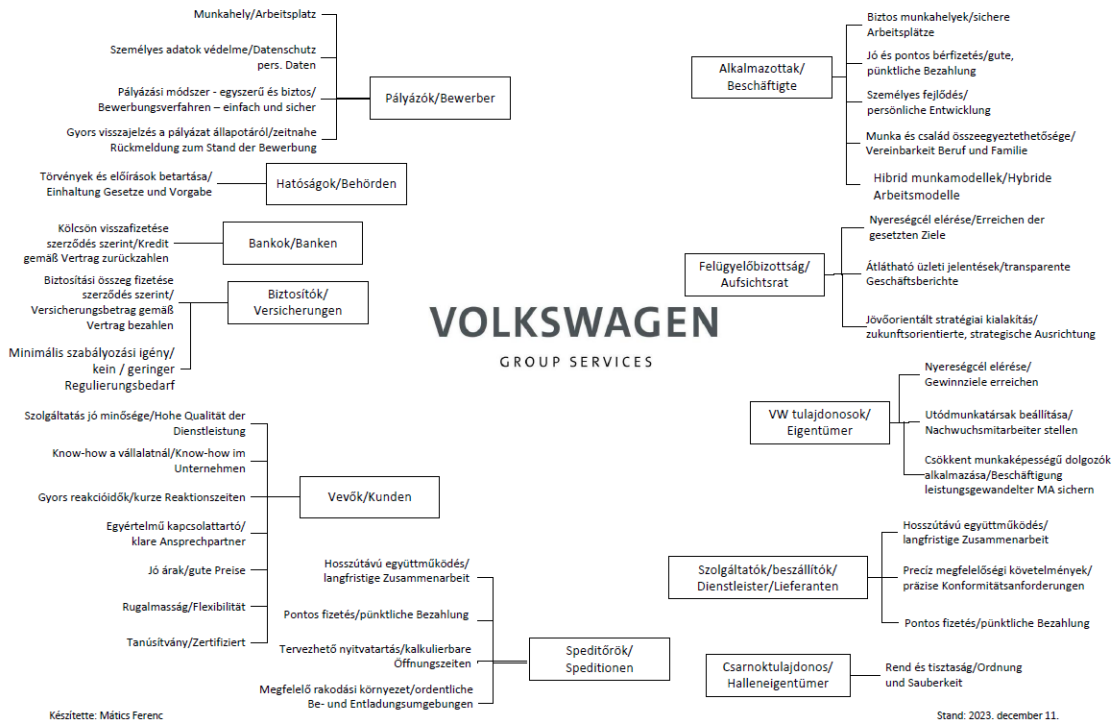 Munkahely/Arbeitsplatz
Személyes adatok védelme/Datenschutz
pers. Daten
Pályázási módszer - egyszerű és biztos/
Bewerbungsverfahren – einfach und sicher
Gyors visszajelzés a pályázat állapotáról/zeitnahe
Rückmeldung zum Stand der Bewerbung
Pályázók/Bewerber
Törvények és előírások betartása/
Einhaltung Gesetze und Vorgabe
Hatóságok/Behörden
Kölcsön visszafizetése
szerződés szerint/Kredit
gemäß Vertrag zurückzahlen
Bankok/Banken
Biztosítási összeg fizetése
szerződés szerint/
Versicherungsbetrag gemäß
Vertrag bezahlen
Minimális szabályozási igény/
kein / geringer
Regulierungsbedarf
Biztosítók/
Versicherungen
Szolgáltatás jó minősége/Hohe Qualität der
Dienstleistung
Know-how a vállalatnál/Know-how im
Unternehmen
Gyors reakcióidők/kurze Reaktionszeiten
Egyértelmű kapcsolattartó/
klare Ansprechpartner
Jó árak/gute Preise
Rugalmasság/Flexibilität
Tanúsítvány/Zertifiziert
Vevők/Kunden
Hosszútávú együttműködés/
langfristige Zusammenarbeit
Pontos fizetés/pünktliche Bezahlung
Tervezhető nyitvatartás/kalkulierbare
Öffnungszeiten
Megfelelő rakodási környezet/ordentliche
Be- und Entladungsumgebungen
Speditőrök/
Speditionen
VOLKSWAGEN
GROUP SERVICES
Alkalmazottak/
Beschäftigte
Biztos munkahelyek/sichere
Arbeitsplätze
Jó és pontos bérfizetés/gute,
pünktliche Bezahlung
Személyes fejlődés/
persönliche Entwicklung
Munka és család összeegyeztethetősége/
Vereinbarkeit Beruf und Familie
Hibrid munkamodellek/Hybride
Arbeitsmodelle
Felügyelőbizottság/
Aufsichtsrat
Nyereségcél elérése/Erreichen der
gesetzten Ziele
Átlátható üzleti jelentések/transparente
Geschäftsberichte
Jövőorientált stratégiai kialakítás/
zukunftsorientierte, strategische Ausrichtung
VW tulajdonosok/
Eigentümer
Nyereségcél elérése/
Gewinnziele erreichen
Utódmunkatársak beállítása/
Nachwuchsmitarbeiter stellen
Csökkent munkaképességű dolgozók
alkalmazása/Beschäftigung
leistungsgewandelter MA sichern
Szolgáltatók/beszállítók/
Dienstleister/Lieferanten
Hosszútávú együttműködés/
langfristige Zusammenarbeit
Precíz megfelelőségi követelmények/
präzise Konformitätsanforderungen
Pontos fizetés/pünktliche Bezahlung
Csarnoktulajdonos/
Halleneigentümer
Rend és tisztaság/Ordnung
und Sauberkeit
Készítette: Mátics Ferenc
Stand: 2023. december 11.